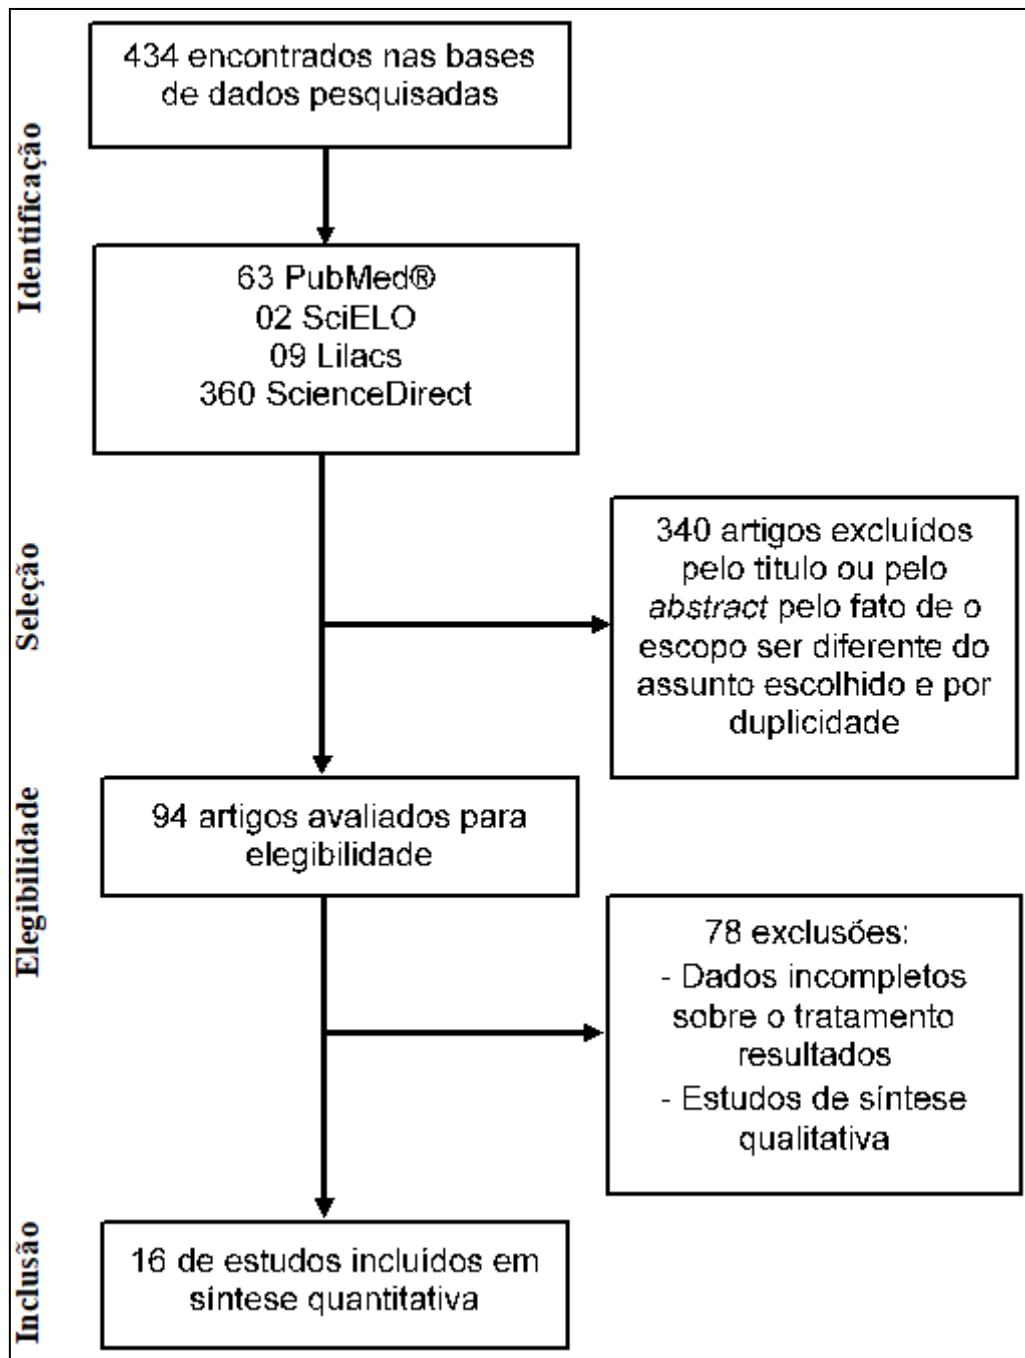 Identificação
434 encontrados nas bases
de dados pesquisadas
63 PubMed®
02 SciELO
09 Lilacs
360 ScienceDirect
Seleção
340 artigos excluídos
pelo titulo ou pelo
abstract pelo fato de o
escopo ser diferente do
assunto escolhido e por
duplicidade
Elegibilidade
94 artigos avaliados para
elegibilidade
78 exclusões:
- Dados incompletos
sobre o tratamento
resultados
- Estudos de síntese
qualitativa
Inclusão
16 de estudos incluídos em
síntese quantitativa